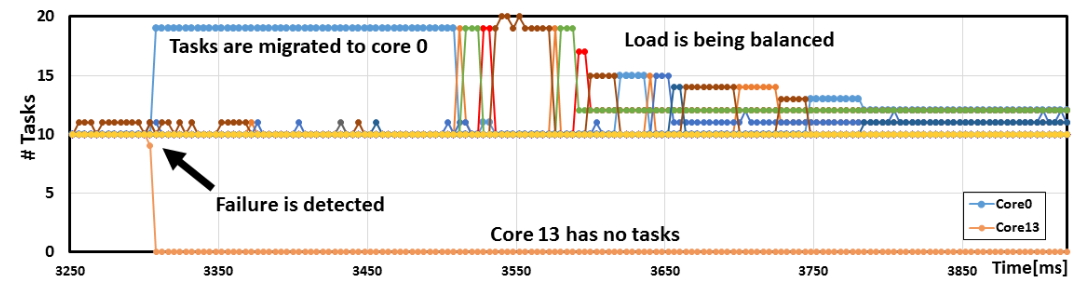 20
15
10
5
0
# Tasks
Tasks are migrated to core 0
Load is being balanced
Failure is detected
Core 13 has no tasks
Core0
Core13
3250
3350
3450
3550
3650
3750
3850
Time[ms]